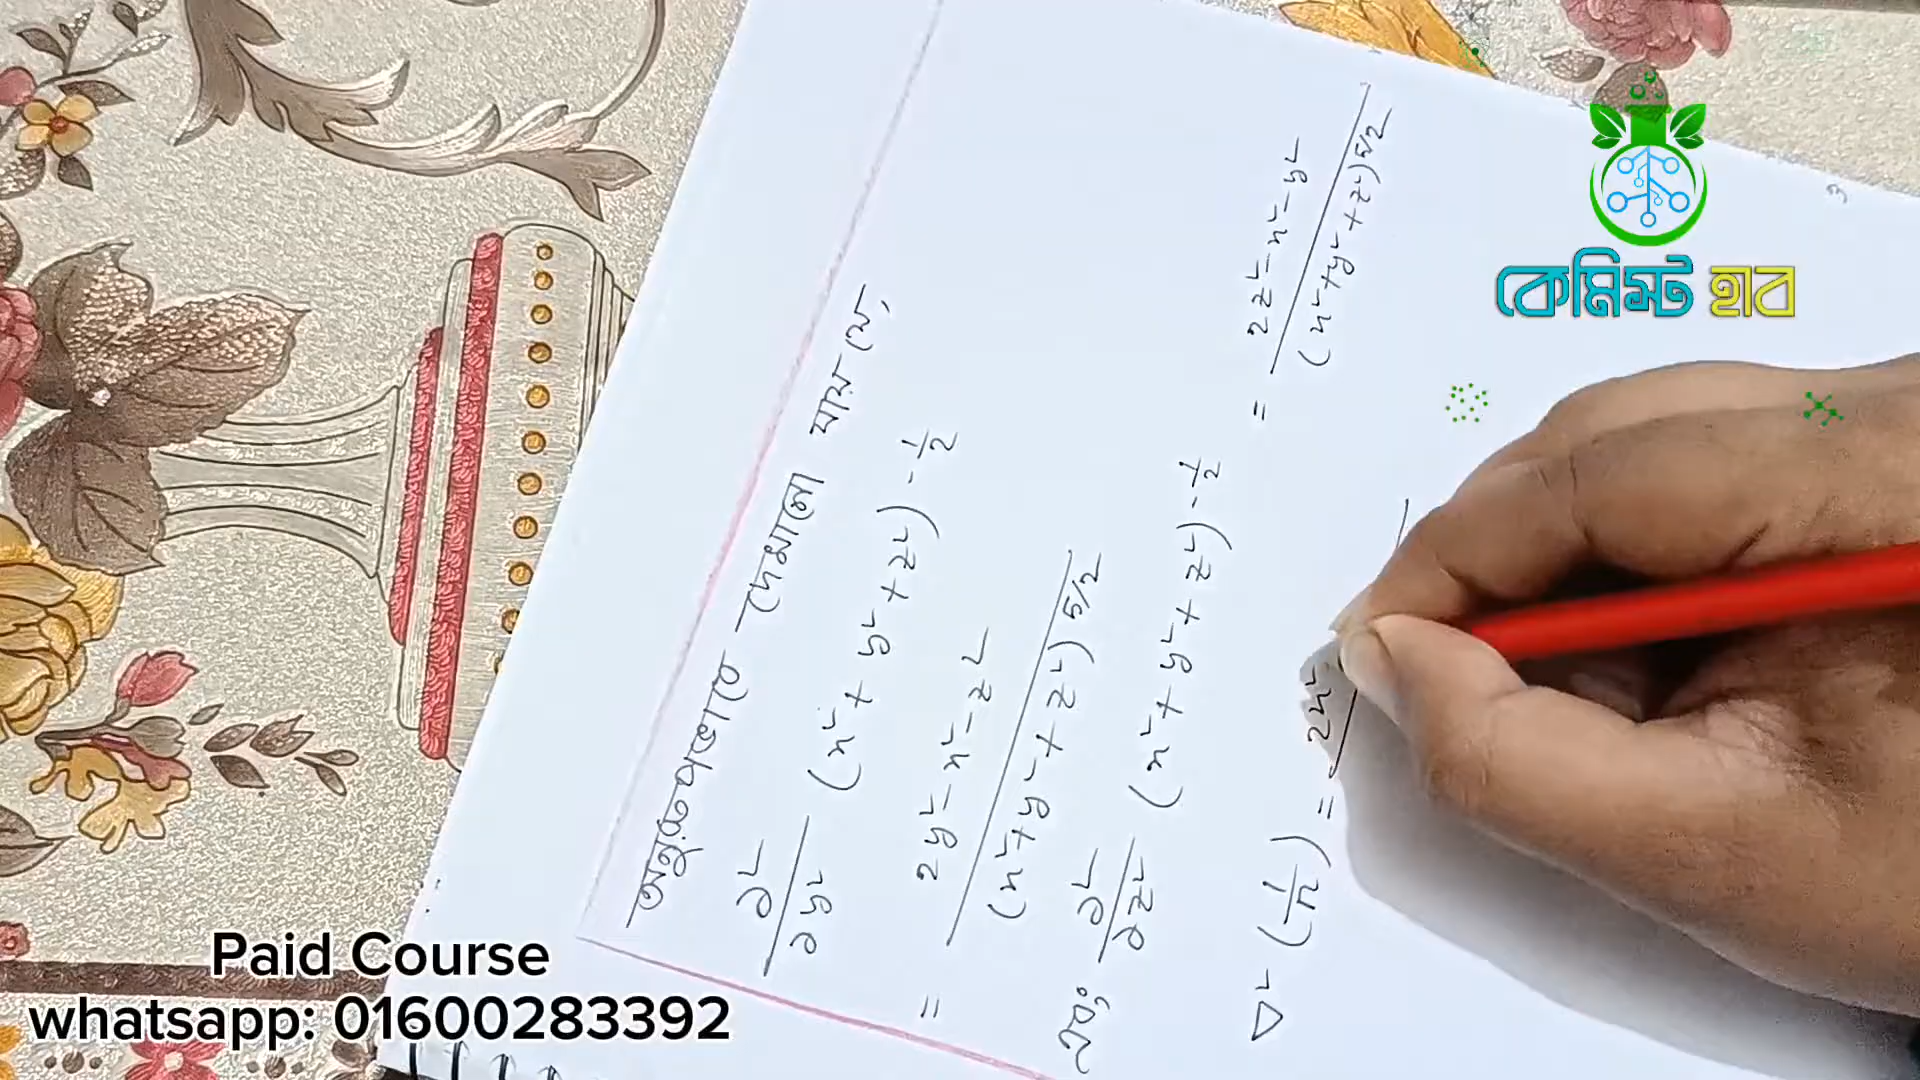 অনুরূপভাবে দেখানো যায় যে,
∂²/∂y² (x² + y² + z²)^-1/2
= (2y² - x² - z²)/(x² + y² + z²)^5/2
এবং ∂²/∂z² (x² + y² + z²)^-1/2 = (2z² - x² - y²)/(x² + y² + z²)^5/2
∇² (1/r) = 2x²
কেমিস্ট হাব
Paid Course
whatsapp: 01600283392